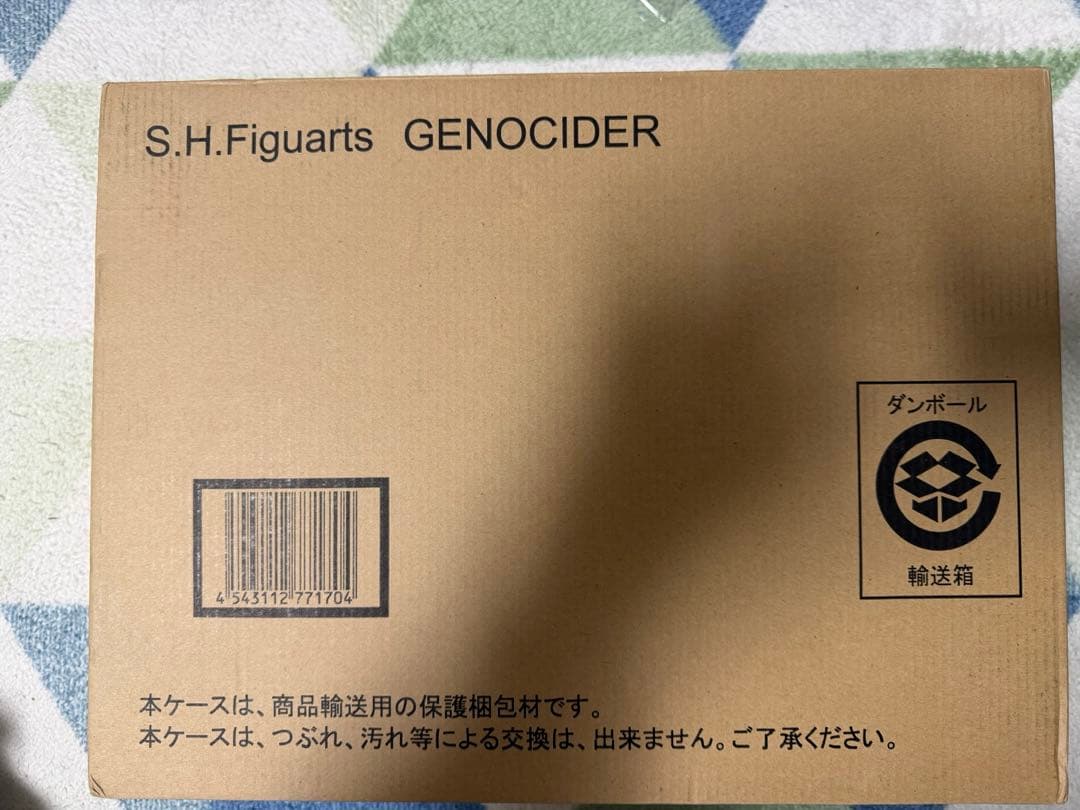 S.H.Figuarts GENOCIDER
ダンボール
輸送箱
4 543112 771704
本ケースは、商品輸送用の保護梱包材です。
本ケースは、つぶれ、汚れ等による交換は、出来ません。ご了承ください。